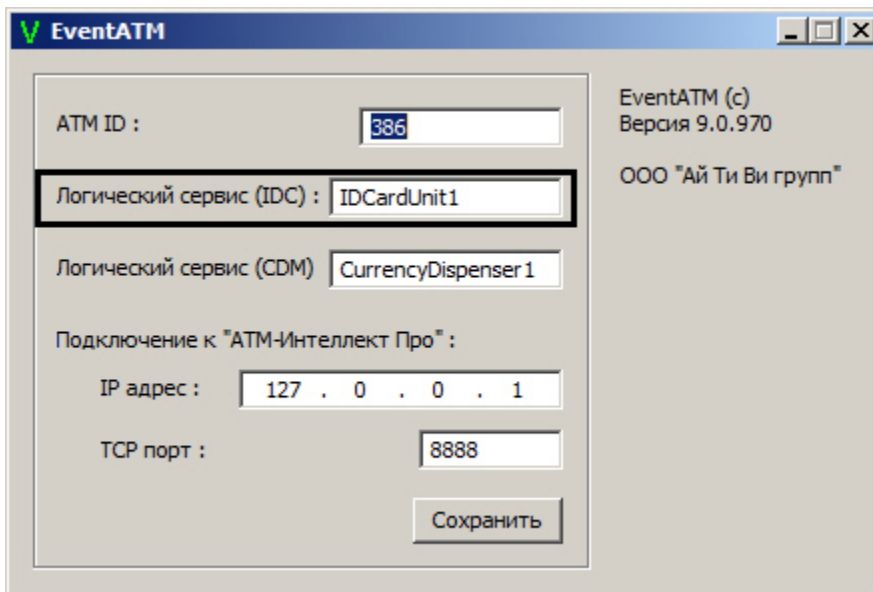 EventATM
ATM ID : 386
Логический сервис (IDC) : IDCardUnit1
Логический сервис (CDM) CurrencyDispenser1
Подключение к "АТМ-Интеллект Про" :
IP адрес : 127 . 0 . 0 . 1
TCP порт : 8888
Сохранить
EventATM (c)
Версия 9.0.970
ООО "Ай Ти Ви групп"